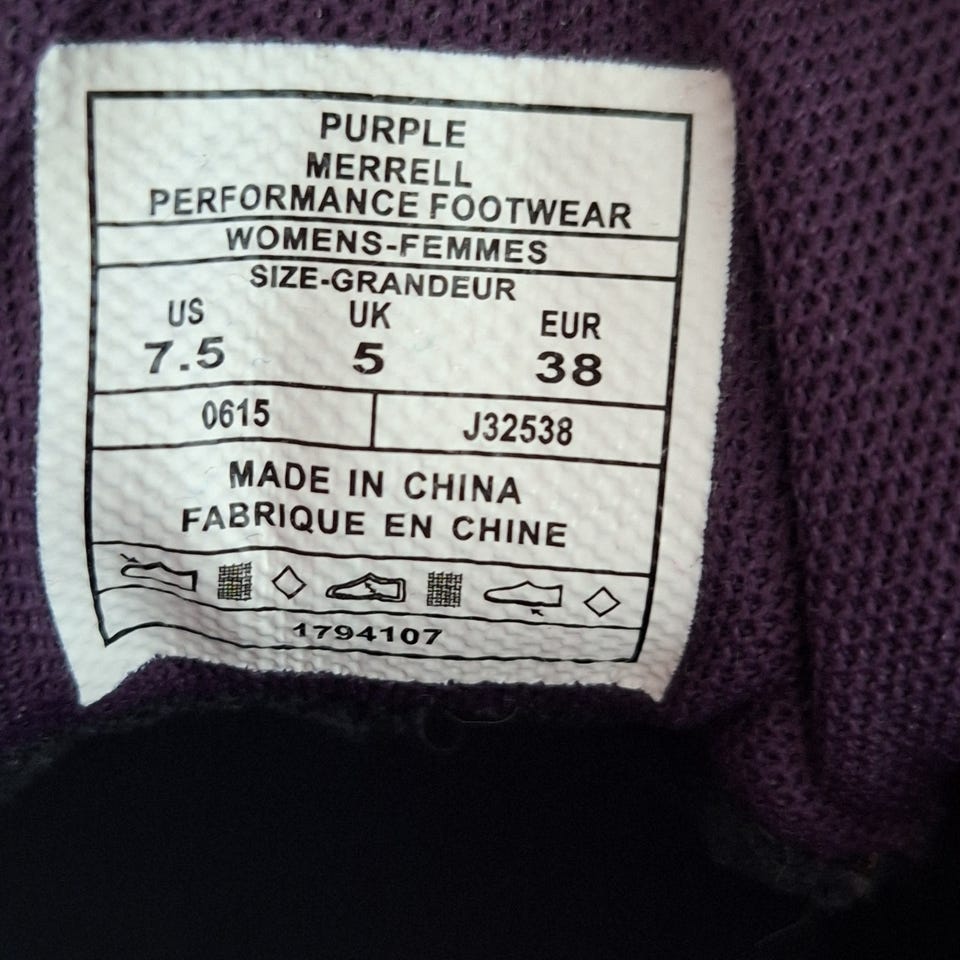 PURPLE
MERRELL
PERFORMANCE FOOTWEAR
WOMENS-FEMMES
SIZE-GRANDEUR
US UK EUR
7.5 5 38
0615 J32538
MADE IN CHINA
FABRIQUE EN CHINE
1794107